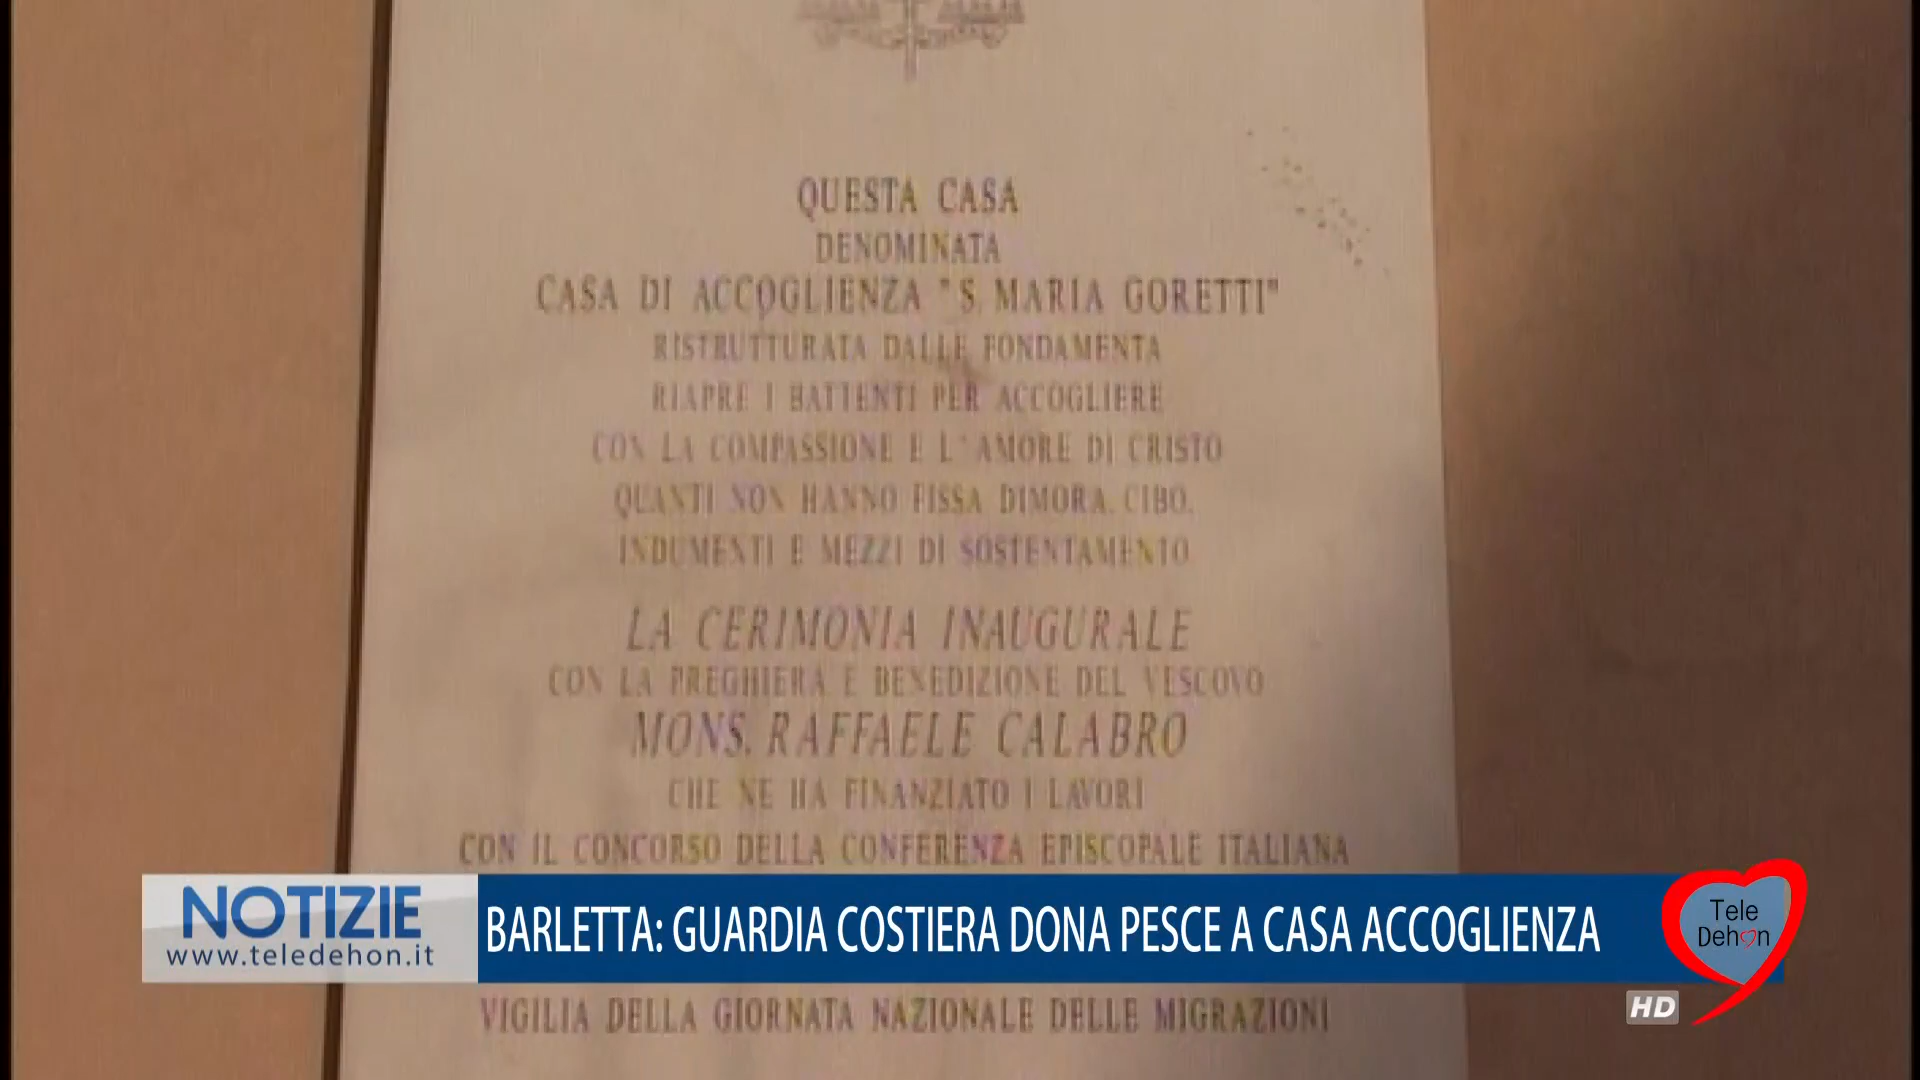 QUESTA CASA
DENOMINATA
CASA DI ACCOGLIENZA "S. MARIA GORETTI"
RISTRUTTURATA DALLE FONDAMENTA
RIAPRE I BATTENTI PER ACCOGLIERE
CON LA COMPASSIONE E L'AMORE DI CRISTO
QUANTI NON HANNO FISSA DIMORA, CIBO,
INDUMENTI E MEZZI DI SOSTENTAMENTO
LA CERIMONIA INAUGURALE
CON LA PREGHIERA E BENEDIZIONE DEL VESCOVO
MONS. RAFFAELE CALABRO
CHE NE HA FINANZIATO I LAVORI
CON IL CONCORSO DELLA CONFERENZA EPISCOPALE ITALIANA
NOTIZIE
www.teledehon.it
BARLETTA: GUARDIA COSTIERA DONA PESCE A CASA ACCOGLIENZA
Tele
Dehon
HD
VIGILIA DELLA GIORNATA NAZIONALE DELLE MIGRAZIONI